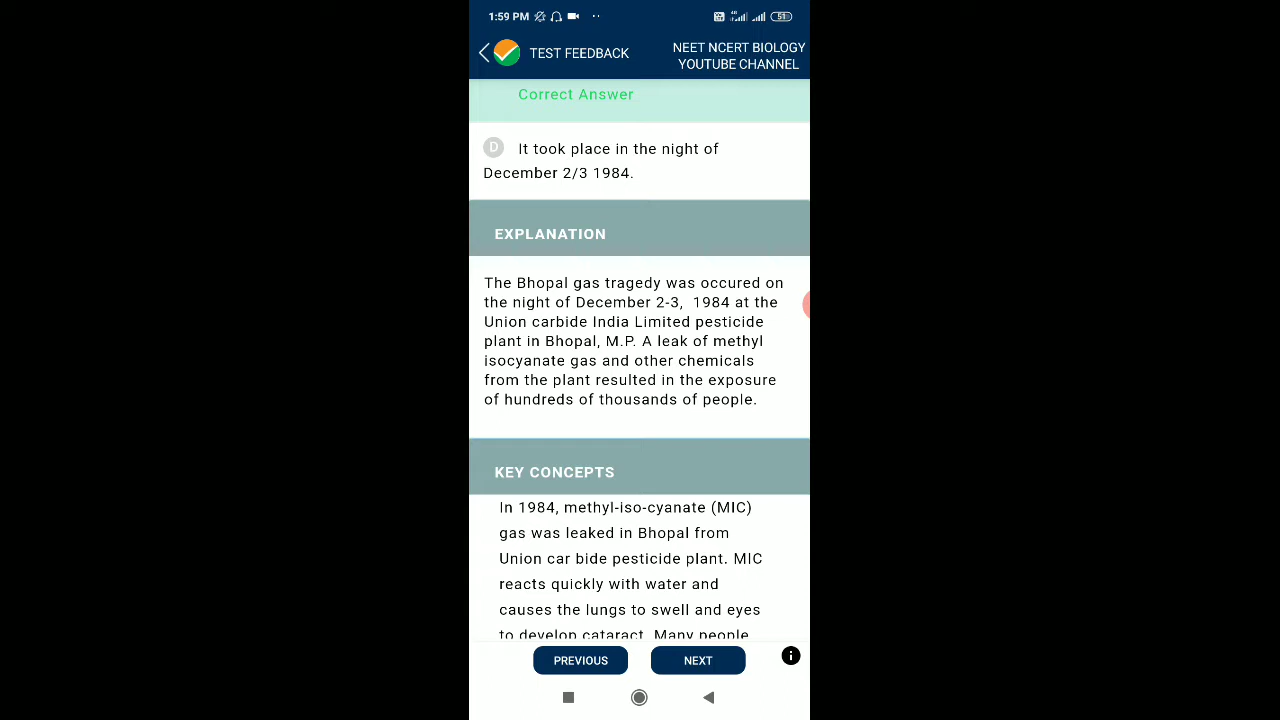 1:59 PM
51
TEST FEEDBACK
NEET NCERT BIOLOGY
YOUTUBE CHANNEL
Correct Answer
D It took place in the night of
December 2/3 1984.
EXPLANATION
The Bhopal gas tragedy was occured on
the night of December 2-3, 1984 at the
Union carbide India Limited pesticide
plant in Bhopal, M.P. A leak of methyl
isocyanate gas and other chemicals
from the plant resulted in the exposure
of hundreds of thousands of people.
KEY CONCEPTS
In 1984, methyl-iso-cyanate (MIC)
gas was leaked in Bhopal from
Union car bide pesticide plant. MIC
reacts quickly with water and
causes the lungs to swell and eyes
to develop cataract. Many people
PREVIOUS
NEXT